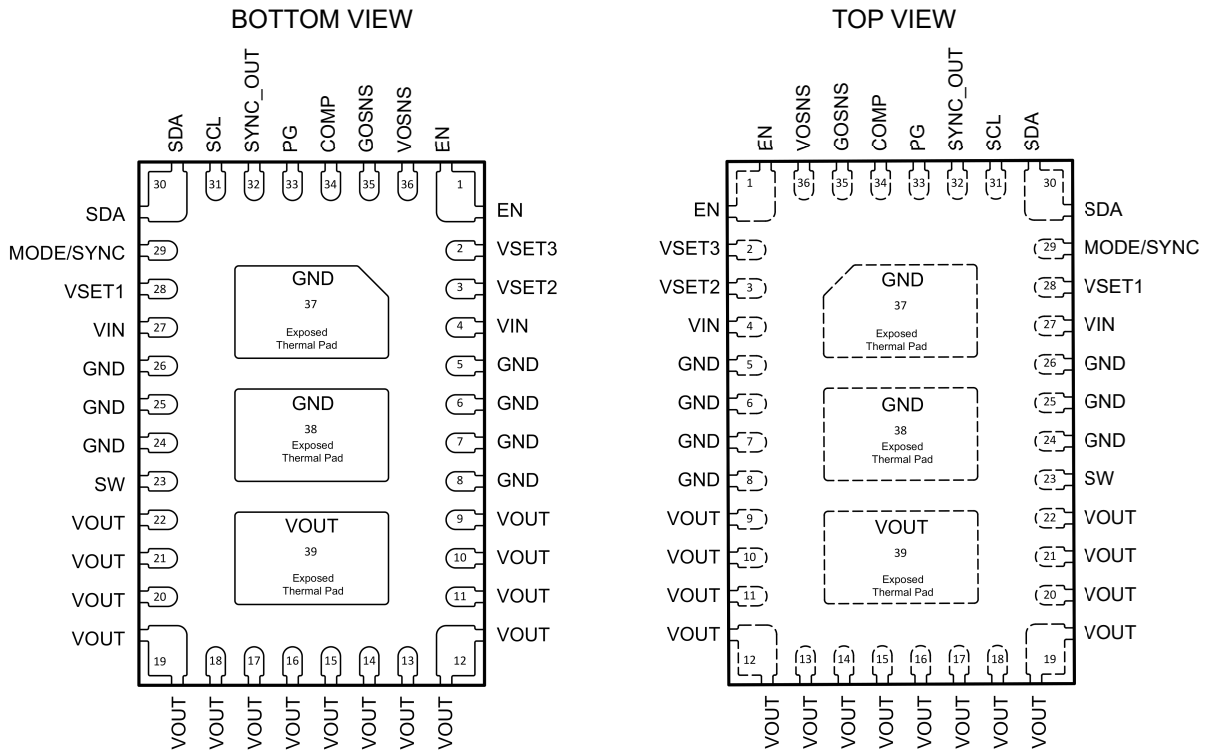 BOTTOM VIEW
SDA
SCL
SYNC_OUT
PG
COMP
GOSNS
VOSNS
EN
30
31
32
33
34
35
36
1
SDA
EN
MODE/SYNC
29
2
VSET3
VSET1
28
3
VSET2
VIN
27
4
VIN
GND
26
5
GND
GND
25
6
GND
GND
24
7
GND
SW
23
8
GND
VOUT
22
9
VOUT
VOUT
21
10
VOUT
VOUT
20
11
VOUT
VOUT
VOUT
GND
37
Exposed
Thermal Pad
GND
38
Exposed
Thermal Pad
VOUT
39
Exposed
Thermal Pad
19
18
17
16
15
14
13
12
VOUT
VOUT
VOUT
VOUT
VOUT
VOUT
VOUT
VOUT
TOP VIEW
EN
VOSNS
GOSNS
COMP
PG
SYNC_OUT
SCL
SDA
1
36
35
34
33
32
31
30
EN
SDA
VSET3
2
29
MODE/SYNC
VSET2
3
28
VSET1
VIN
4
27
VIN
GND
5
26
GND
GND
6
25
GND
GND
7
24
GND
GND
8
23
SW
VOUT
9
22
VOUT
VOUT
10
21
VOUT
VOUT
11
20
VOUT
VOUT
VOUT
GND
37
Exposed
Thermal Pad
GND
38
Exposed
Thermal Pad
VOUT
39
Exposed
Thermal Pad
12
13
14
15
16
17
18
19
VOUT
VOUT
VOUT
VOUT
VOUT
VOUT
VOUT
VOUT